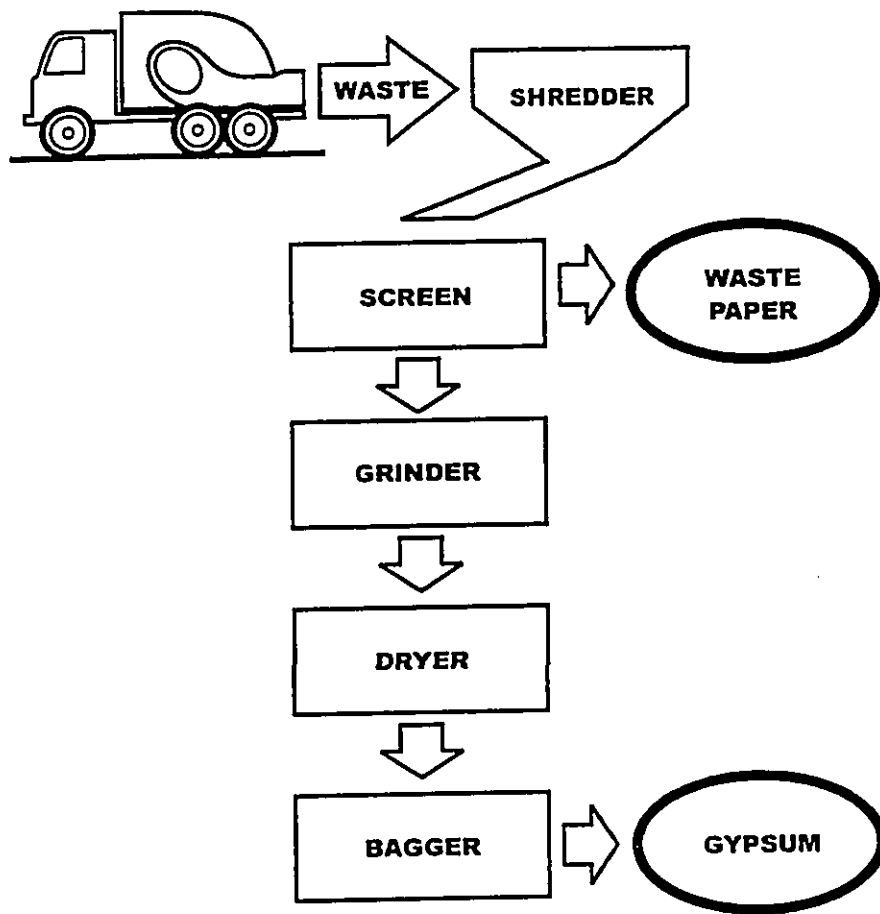 WASTE
SHREDDER
SCREEN
WASTE
PAPER
GRINDER
DRYER
BAGGER
GYPSUM